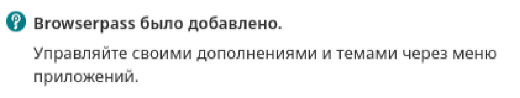 Browserpass было добавлено.
Управляйте своими дополнениями и темами через меню
приложений.